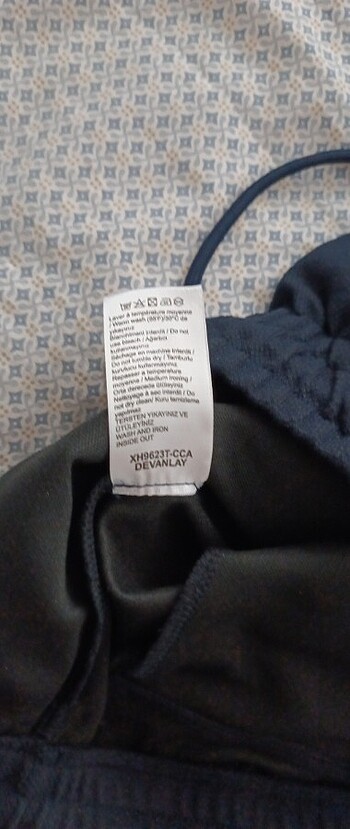 Laver à température moyenne
/ Warm wash (85°F)/30°C de
yıkayınız
Blanchiment interdit / Do not
use bleach / Ağartıcı
kullanmayınız
Séchage en machine interdit /
Do not tumble dry / Tamburlu
kurutucu kullanmayınız
Repasser à température
moyenne / Medium ironing /
Orta derecede ütüleyiniz
Nettoyage à sec interdit / Do
not dry clean/ Kuru temizleme
yapılmaz
TERSTEN YIKAYINIZ VE
ÜTÜLEYİNİZ
WASH AND IRON
INSIDE OUT
XH9623T-CCA
DEVANLAY